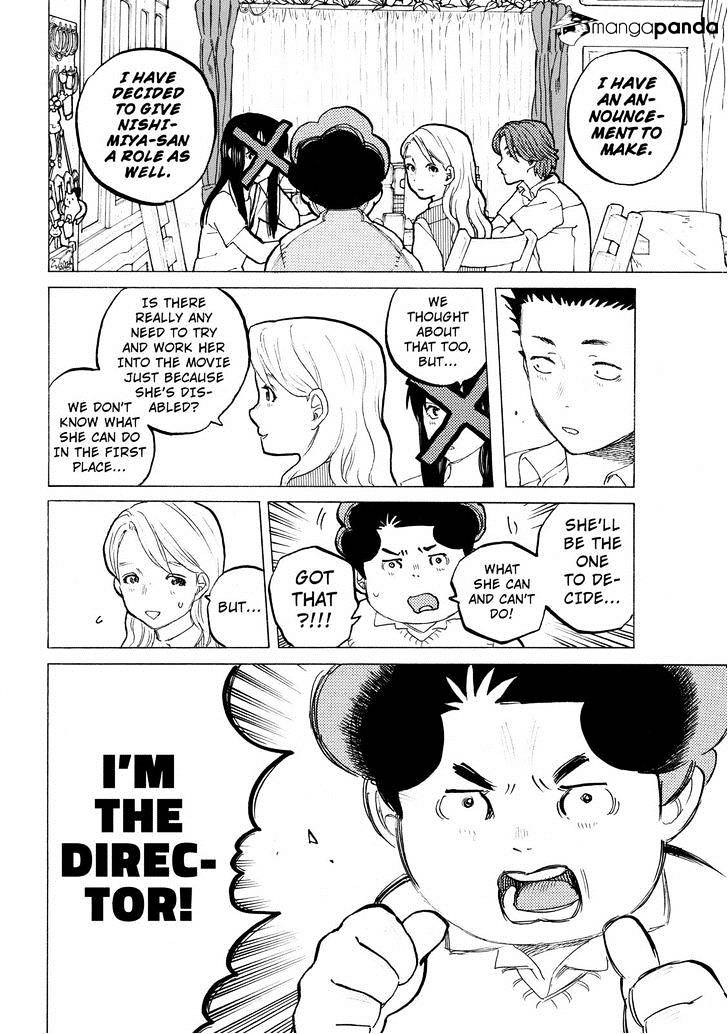 mangapanda
I HAVE
AN AN-
NOUNCE-
MENT TO
MAKE.
I HAVE
DECIDED
TO GIVE
NISHI-
MIYA-SAN
A ROLE AS
WELL.
WE
THOUGHT
ABOUT
THAT TOO,
BUT...
IS THERE
REALLY ANY
NEED TO TRY
AND WORK HER
INTO THE MOVIE
JUST BECAUSE
SHE'S DIS-
ABLED?
WE DON'T
KNOW WHAT
SHE CAN DO
IN THE FIRST
PLACE...
SHE'LL
BE THE
ONE
TO DE-
CIDE...
WHAT
SHE CAN
AND CAN'T
DO!
GOT
THAT
?!!!
BUT...
I'M
THE
DIREC-
TOR!